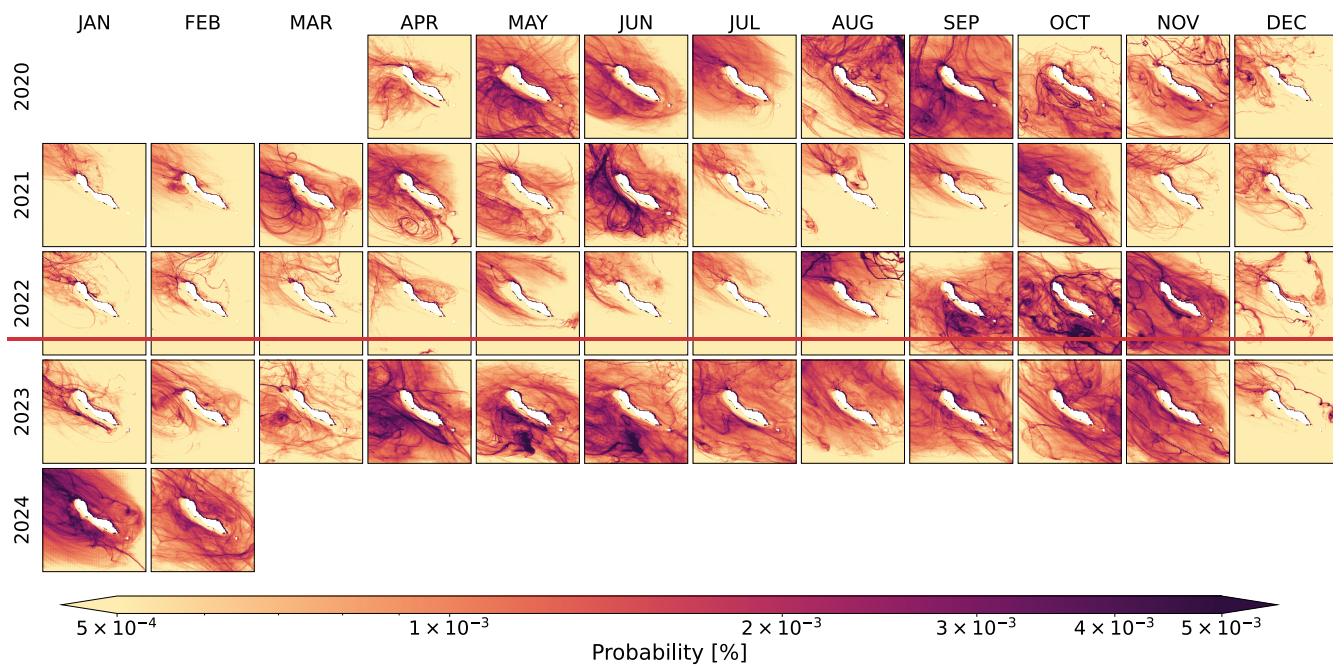 JAN FEB MAR APR MAY JUN JUL AUG SEP OCT NOV DEC
2020
2021
2022
2023
2024
5 × 10⁻⁴ 1 × 10⁻³ 2 × 10⁻³ 3 × 10⁻³ 4 × 10⁻³ 5 × 10⁻³
Probability [%]